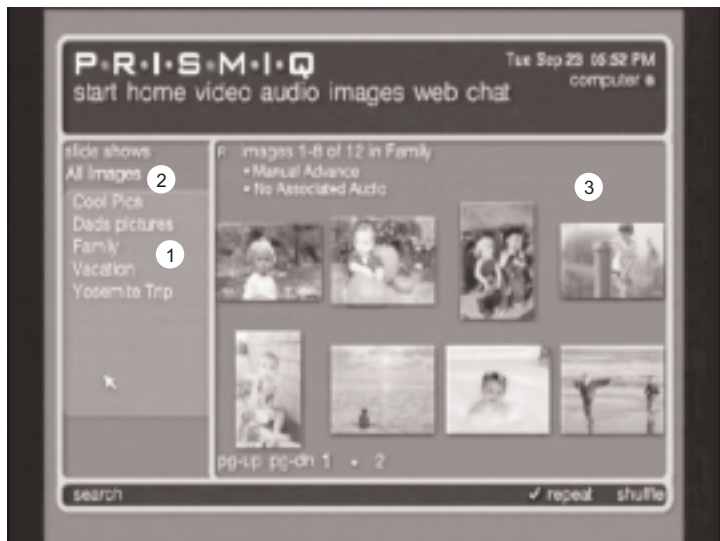 P·R·I·S·M·I·Q
Tue Sep 23 05:52 PM
computer
start home video audio images web chat
slide shows
All Images
2
Cool Pics
Dads pictures
Family
1
Vacation
Yosemite Trip
images 1-8 of 12 in Family
• Manual Advance
• No Associated Audio
3
pg-up pg-dn 1 • 2
search
✓ repeat shuffle